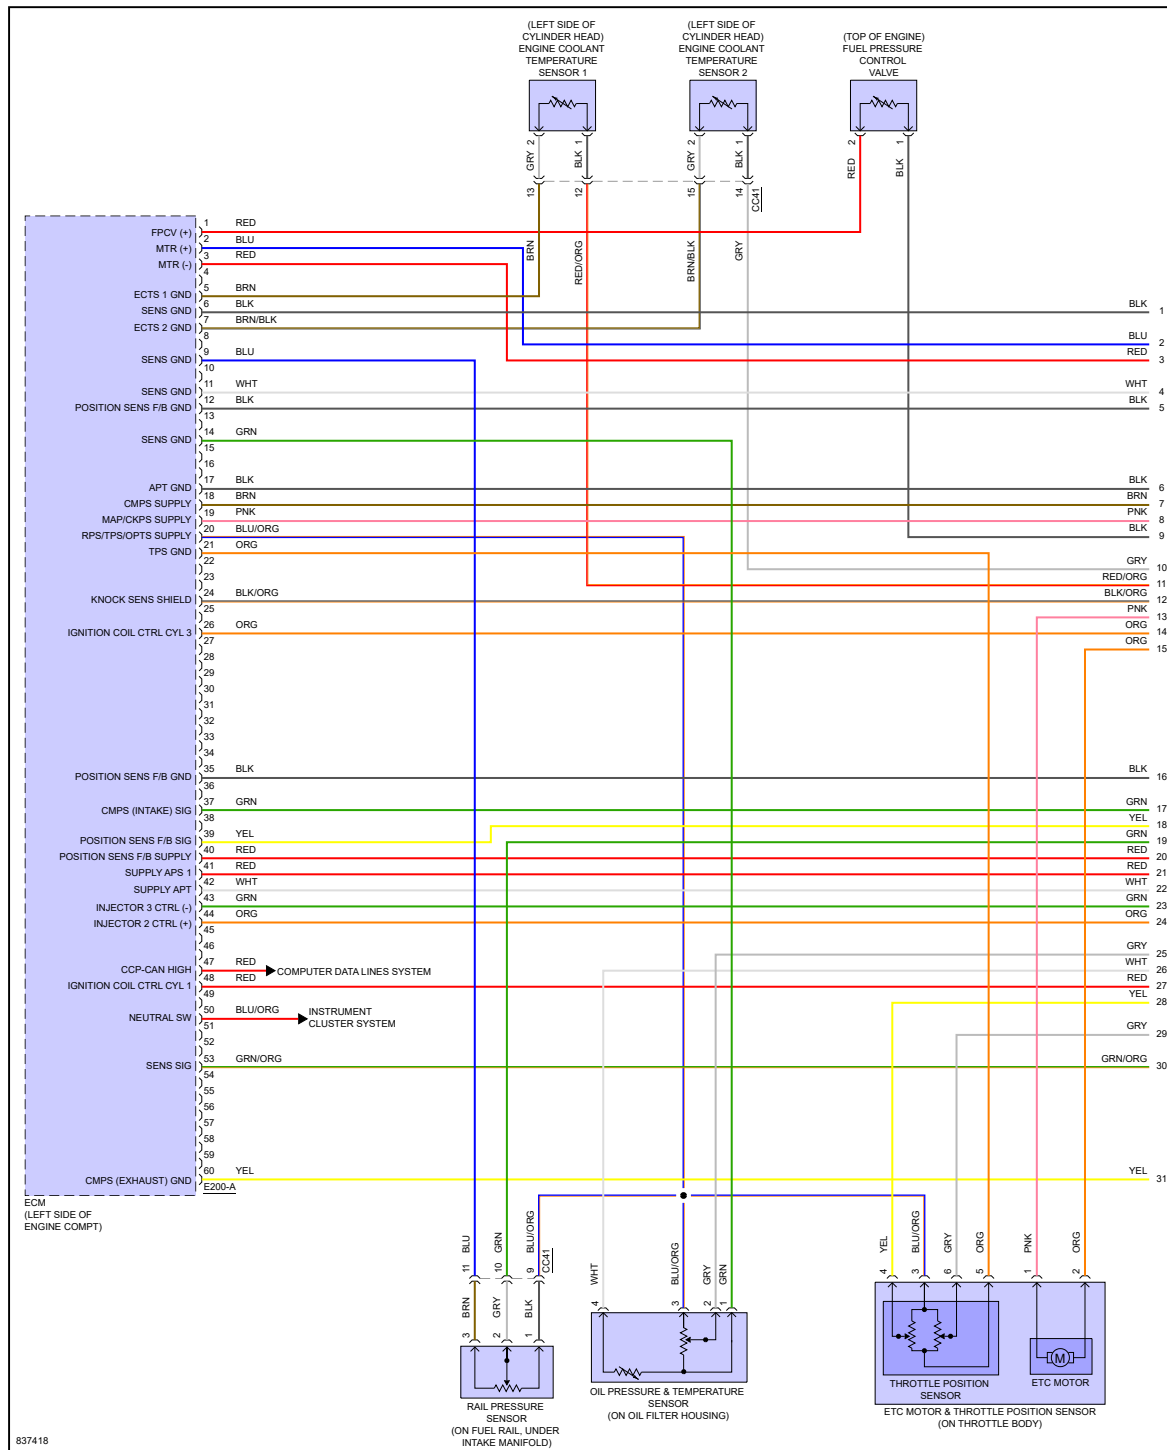 (LEFT SIDE OF
CYLINDER HEAD)
ENGINE COOLANT
TEMPERATURE
SENSOR 1
(LEFT SIDE OF
CYLINDER HEAD)
ENGINE COOLANT
TEMPERATURE
SENSOR 2
(TOP OF ENGINE)
FUEL PRESSURE
CONTROL
VALVE
2 1 2 1 2 1
GRY BLK GRY BLK RED BLK
13 12 15 14 CC41
BRN RED/ORG BRN/BLK GRY
FPCV (+) 1 RED
MTR (+) 2 BLU
MTR (-) 3 RED
4
ECTS 1 GND 5 BRN
SENS GND 6 BLK BLK 1
ECTS 2 GND 7 BRN/BLK
8
BLU 2
SENS GND 9 BLU RED 3
10
SENS GND 11 WHT WHT 4
POSITION SENS F/B GND 12 BLK BLK 5
13
SENS GND 14 GRN
15
16
APT GND 17 BLK BLK 6
CMPS SUPPLY 18 BRN BRN 7
MAP/CKPS SUPPLY 19 PNK PNK 8
RPS/TPS/OPTS SUPPLY 20 BLU/ORG BLK 9
TPS GND 21 ORG
22 GRY 10
23 RED/ORG 11
KNOCK SENS SHIELD 24 BLK/ORG BLK/ORG 12
25 PNK 13
IGNITION COIL CTRL CYL 3 26 ORG ORG 14
27 ORG 15
28
29
30
31
32
33
34
POSITION SENS F/B GND 35 BLK BLK 16
36
CMPS (INTAKE) SIG 37 GRN GRN 17
38 YEL 18
POSITION SENS F/B SIG 39 YEL GRN 19
POSITION SENS F/B SUPPLY 40 RED RED 20
SUPPLY APS 1 41 RED RED 21
SUPPLY APT 42 WHT WHT 22
INJECTOR 3 CTRL (-) 43 GRN GRN 23
INJECTOR 2 CTRL (+) 44 ORG ORG 24
45
46 GRY 25
CCP-CAN HIGH 47 RED COMPUTER DATA LINES SYSTEM WHT 26
IGNITION COIL CTRL CYL 1 48 RED RED 27
49 YEL 28
NEUTRAL SW 50 BLU/ORG INSTRUMENT
CLUSTER SYSTEM
51 GRY 29
52
SENS SIG 53 GRN/ORG GRN/ORG 30
54
55
56
57
58
59
CMPS (EXHAUST) GND 60 YEL YEL 31
E200-A
ECM
(LEFT SIDE OF
ENGINE COMPT)
BLU GRN BLU/ORG WHT BLU/ORG GRY GRN YEL BLU/ORG GRY ORG PNK ORG
11 10 9 CC41 4 3 2 1 4 3 6 5 1 2
BRN GRY BLK
3 2 1
M
THROTTLE POSITION
SENSOR
ETC MOTOR
RAIL PRESSURE
SENSOR
(ON FUEL RAIL, UNDER
INTAKE MANIFOLD)
OIL PRESSURE & TEMPERATURE
SENSOR
(ON OIL FILTER HOUSING)
ETC MOTOR & THROTTLE POSITION SENSOR
(ON THROTTLE BODY)
837418